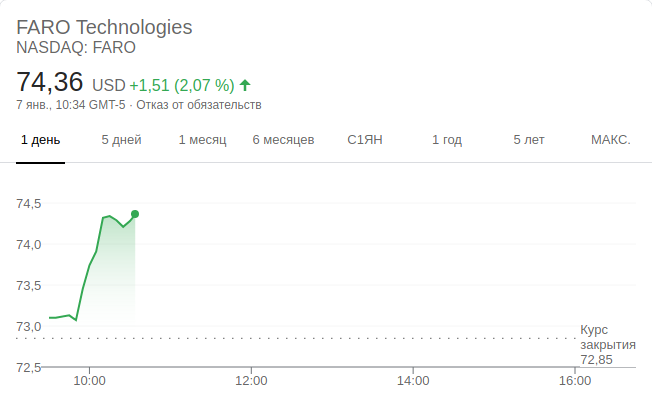 FARO Technologies
NASDAQ: FARO
74,36 USD +1,51 (2,07 %)
7 янв., 10:34 GMT-5 · Отказ от обязательств
1 день 5 дней 1 месяц 6 месяцев С1ЯН 1 год 5 лет МАКС.
74,5
74,0
73,5
73,0
Курс
закрытия
72,85
72,5
10:00 12:00 14:00 16:00